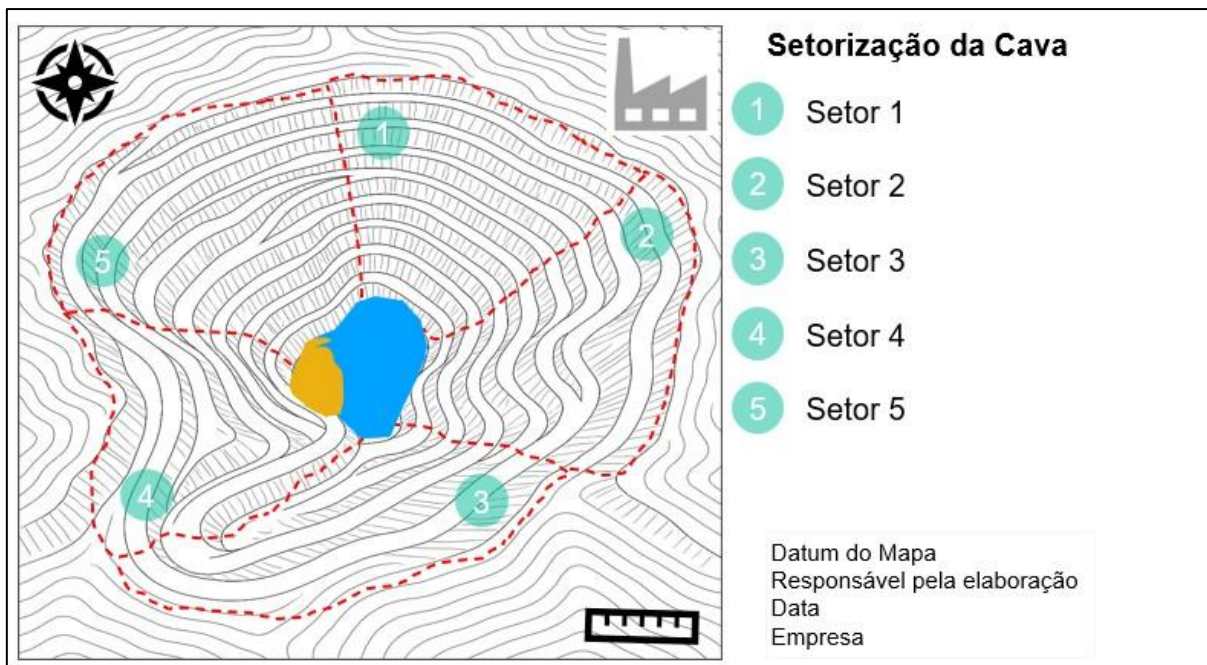 Setorização da Cava
1 Setor 1
2 Setor 2
3 Setor 3
4 Setor 4
5 Setor 5
1
2
5
4
3
Datum do Mapa
Responsável pela elaboração
Data
Empresa